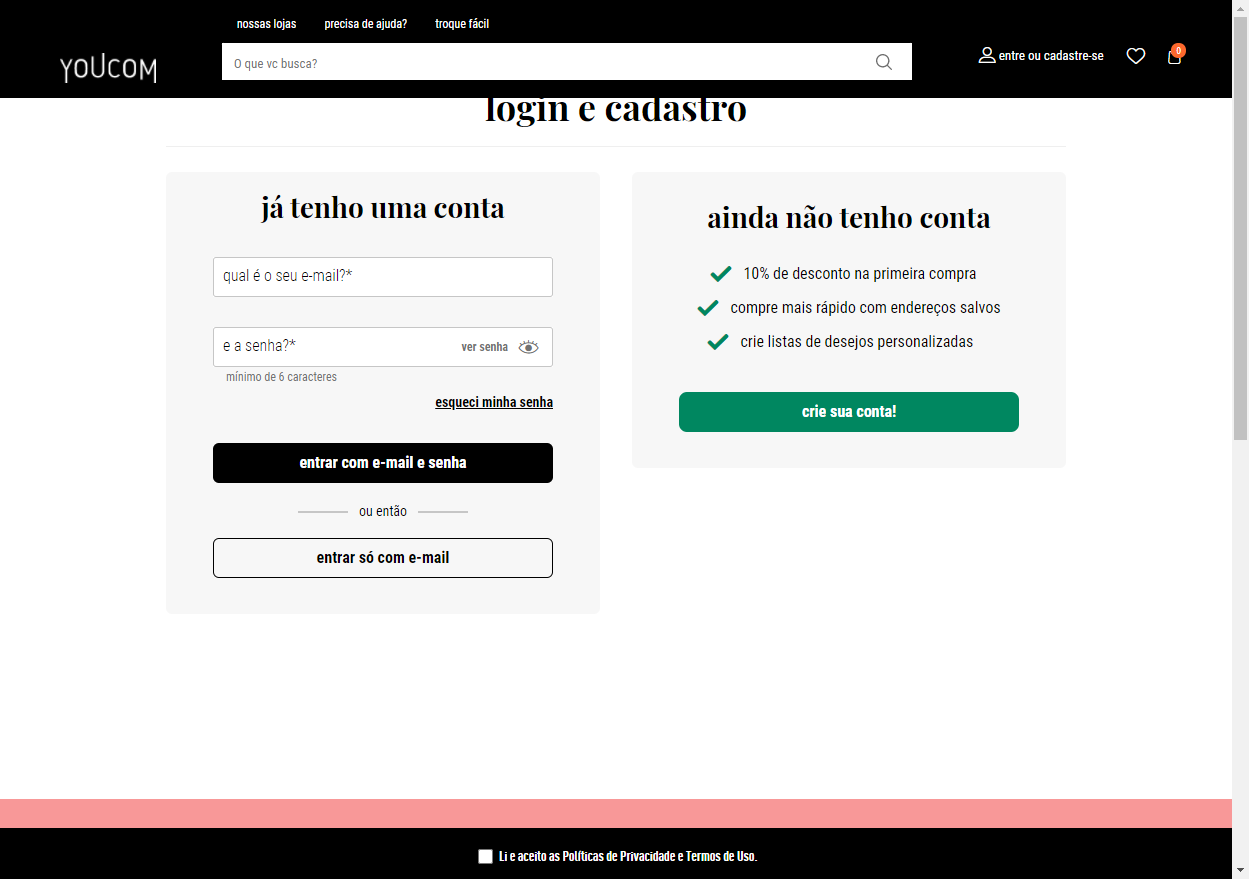 nossas lojas
precisa de ajuda?
troque fácil
YOUCOM
O que vc busca?
entre ou cadastre-se
0
login e cadastro
já tenho uma conta
qual é o seu e-mail?*
e a senha?*
ver senha
mínimo de 6 caracteres
esqueci minha senha
entrar com e-mail e senha
ou então
entrar só com e-mail
ainda não tenho conta
10% de desconto na primeira compra
compre mais rápido com endereços salvos
crie listas de desejos personalizadas
crie sua conta!
Li e aceito as Políticas de Privacidade e Termos de Uso.